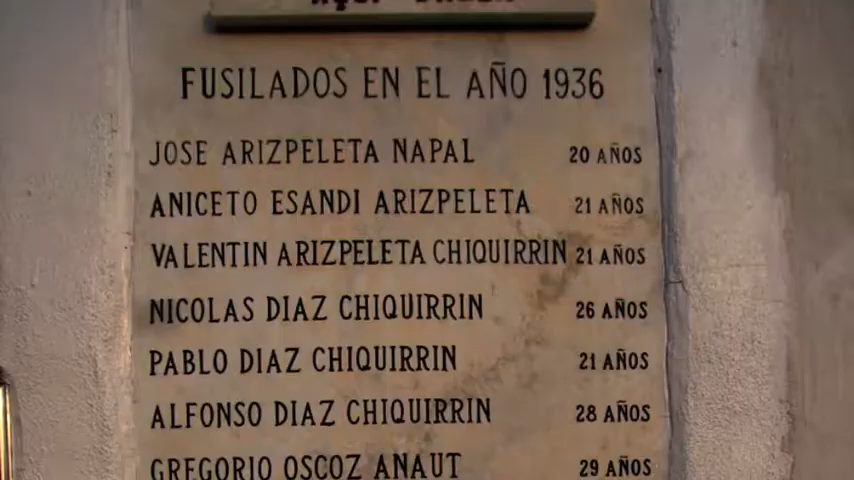 FUSILADOS EN EL AÑO 1936
JOSE ARIZPELETA NAPAL 20 AÑOS
ANICETO ESANDI ARIZPELETA 21 AÑOS
VALENTIN ARIZPELETA CHIQUIRRIN 21 AÑOS
NICOLAS DIAZ CHIQUIRRIN 26 AÑOS
PABLO DIAZ CHIQUIRRIN 21 AÑOS
ALFONSO DIAZ CHIQUIRRIN 28 AÑOS
GREGORIO OSCOZ ANAUT 29 AÑOS